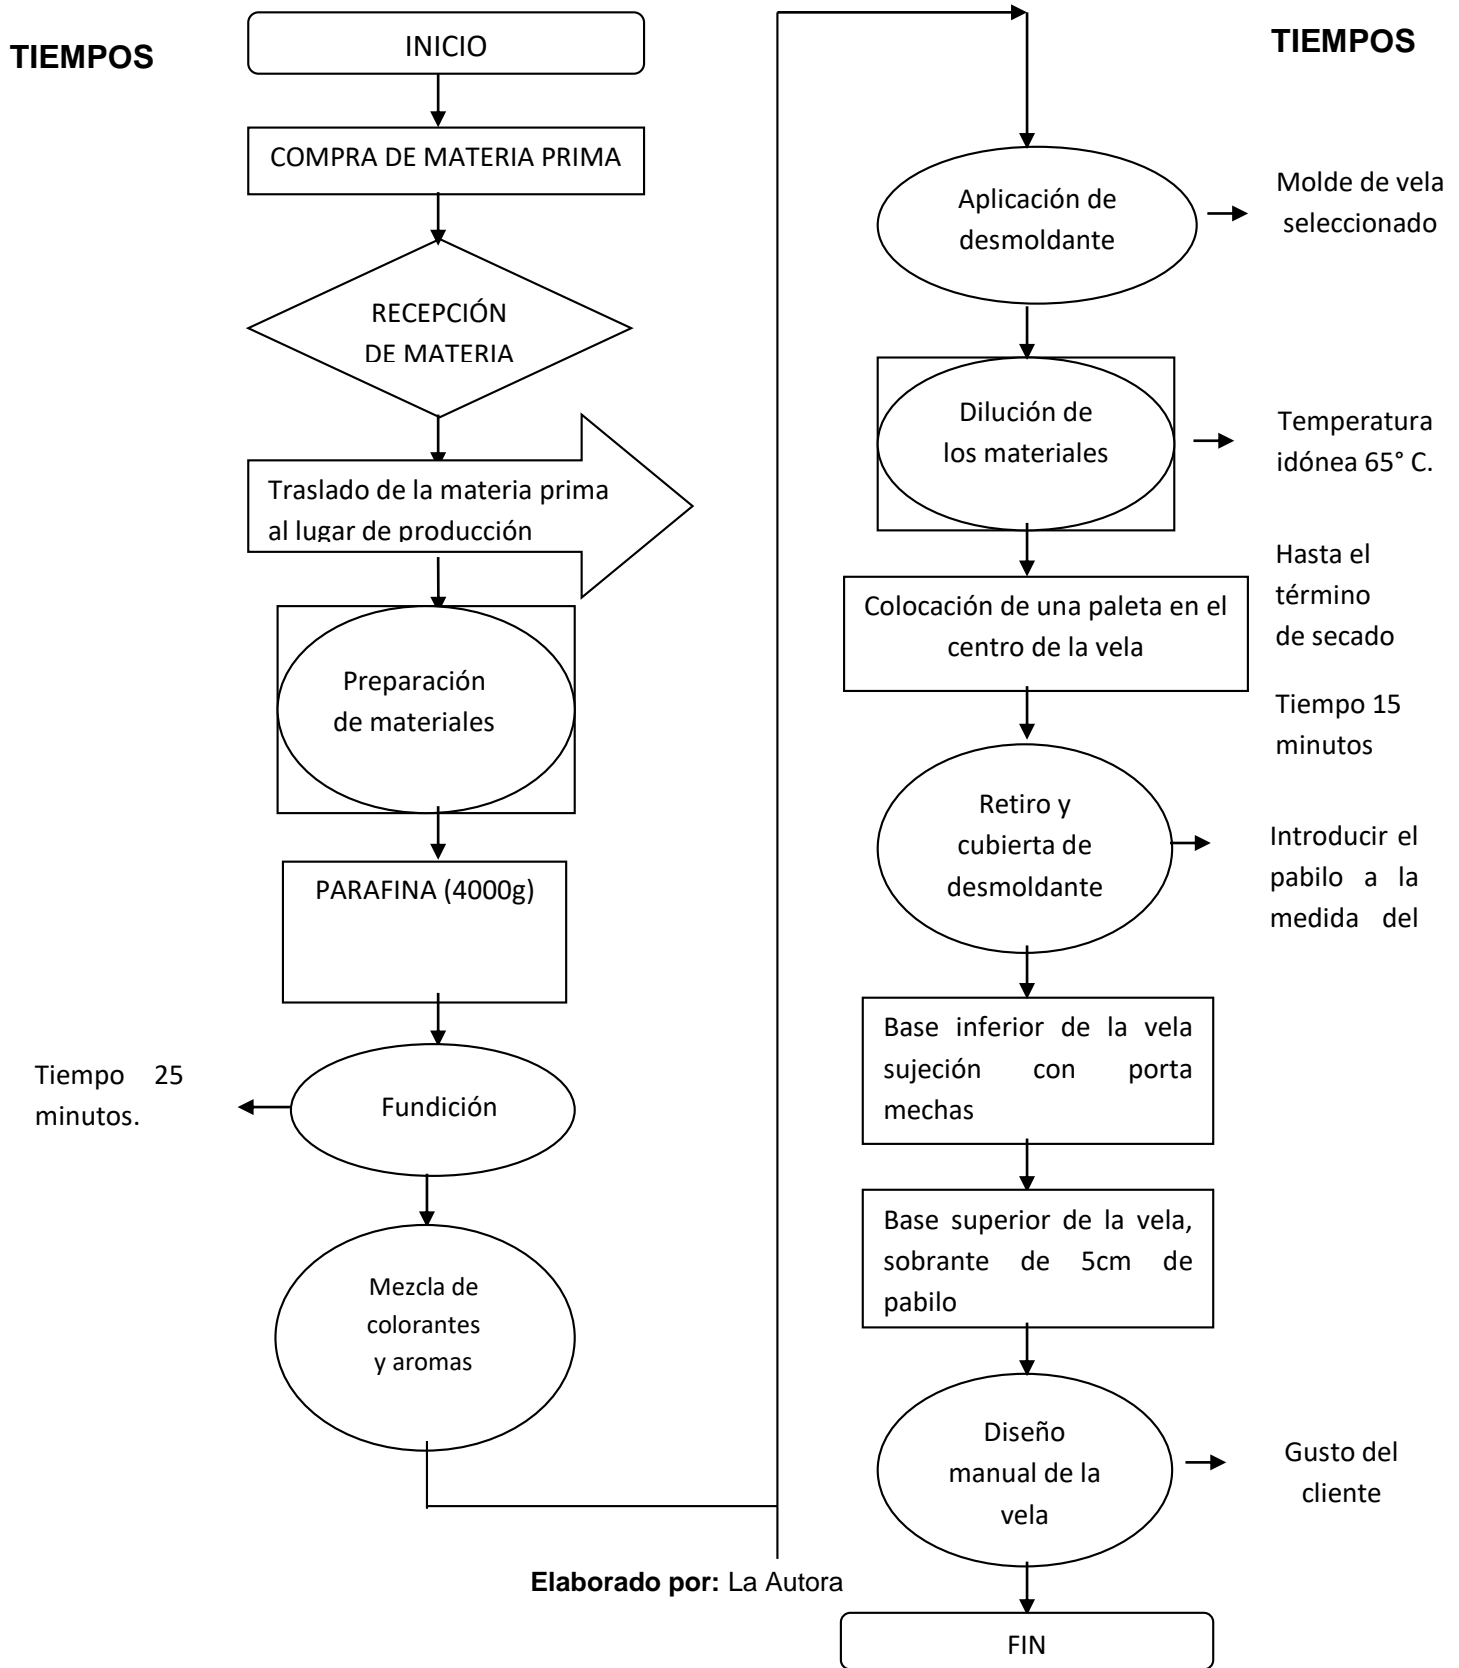 TIEMPOS
INICIO
COMPRA DE MATERIA PRIMA
RECEPCIÓN
DE MATERIA
Traslado de la materia prima
al lugar de producción
Preparación
de materiales
PARAFINA (4000g)
Tiempo 25
minutos.
Fundición
Mezcla de
colorantes
y aromas
TIEMPOS
Aplicación de
desmoldante
Molde de vela
seleccionado
Dilución de
los materiales
Temperatura
idónea 65° C.
Colocación de una paleta en el
centro de la vela
Hasta el
término
de secado
Tiempo 15
minutos
Retiro y
cubierta de
desmoldante
Introducir el
pabilo a la
medida del
Base inferior de la vela
sujeción con porta
mechas
Base superior de la vela,
sobrante de 5cm de
pabilo
Diseño
manual de la
vela
Gusto del
cliente
FIN
Elaborado por: La Autora